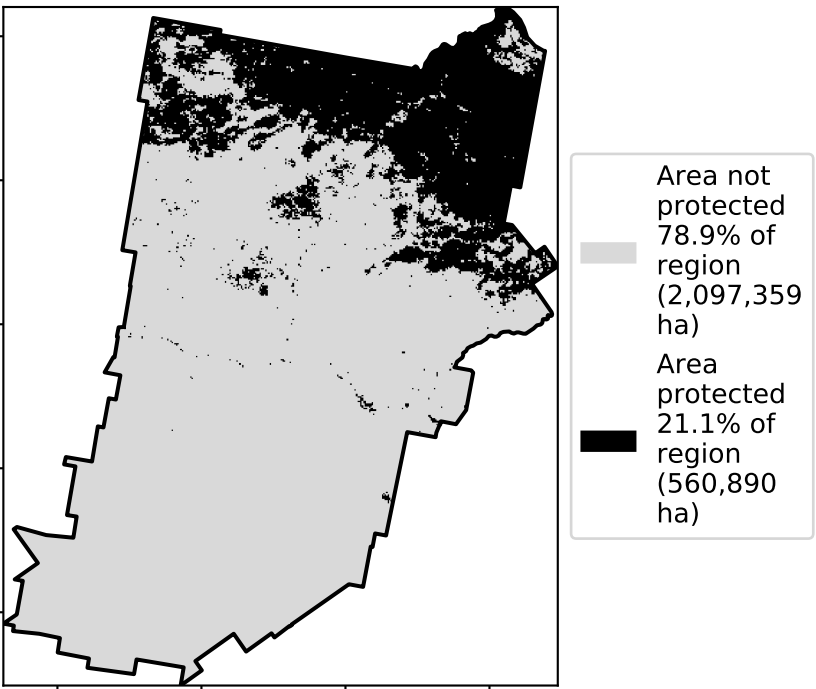 Area not
protected
78.9% of
region
(2,097,359
ha)
Area
protected
21.1% of
region
(560,890
ha)